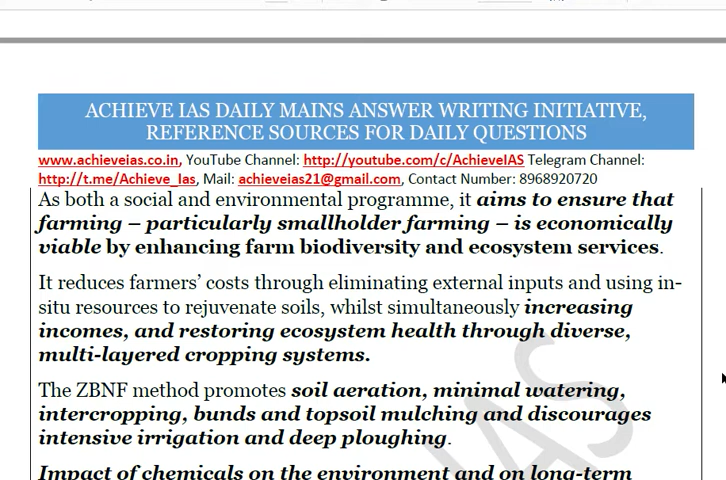 ACHIEVE IAS DAILY MAINS ANSWER WRITING INITIATIVE,
REFERENCE SOURCES FOR DAILY QUESTIONS
www.achieveias.co.in, YouTube Channel: http://youtube.com/c/AchieveIAS Telegram Channel:
http://t.me/Achieve_Ias, Mail: achieveias21@gmail.com, Contact Number: 8968920720
As both a social and environmental programme, it aims to ensure that
farming – particularly smallholder farming – is economically
viable by enhancing farm biodiversity and ecosystem services.
It reduces farmers’ costs through eliminating external inputs and using in-
situ resources to rejuvenate soils, whilst simultaneously increasing
incomes, and restoring ecosystem health through diverse,
multi-layered cropping systems.
The ZBNF method promotes soil aeration, minimal watering,
intercropping, bunds and topsoil mulching and discourages
intensive irrigation and deep ploughing.
Impact of chemicals on the environment and on long-term
IAS